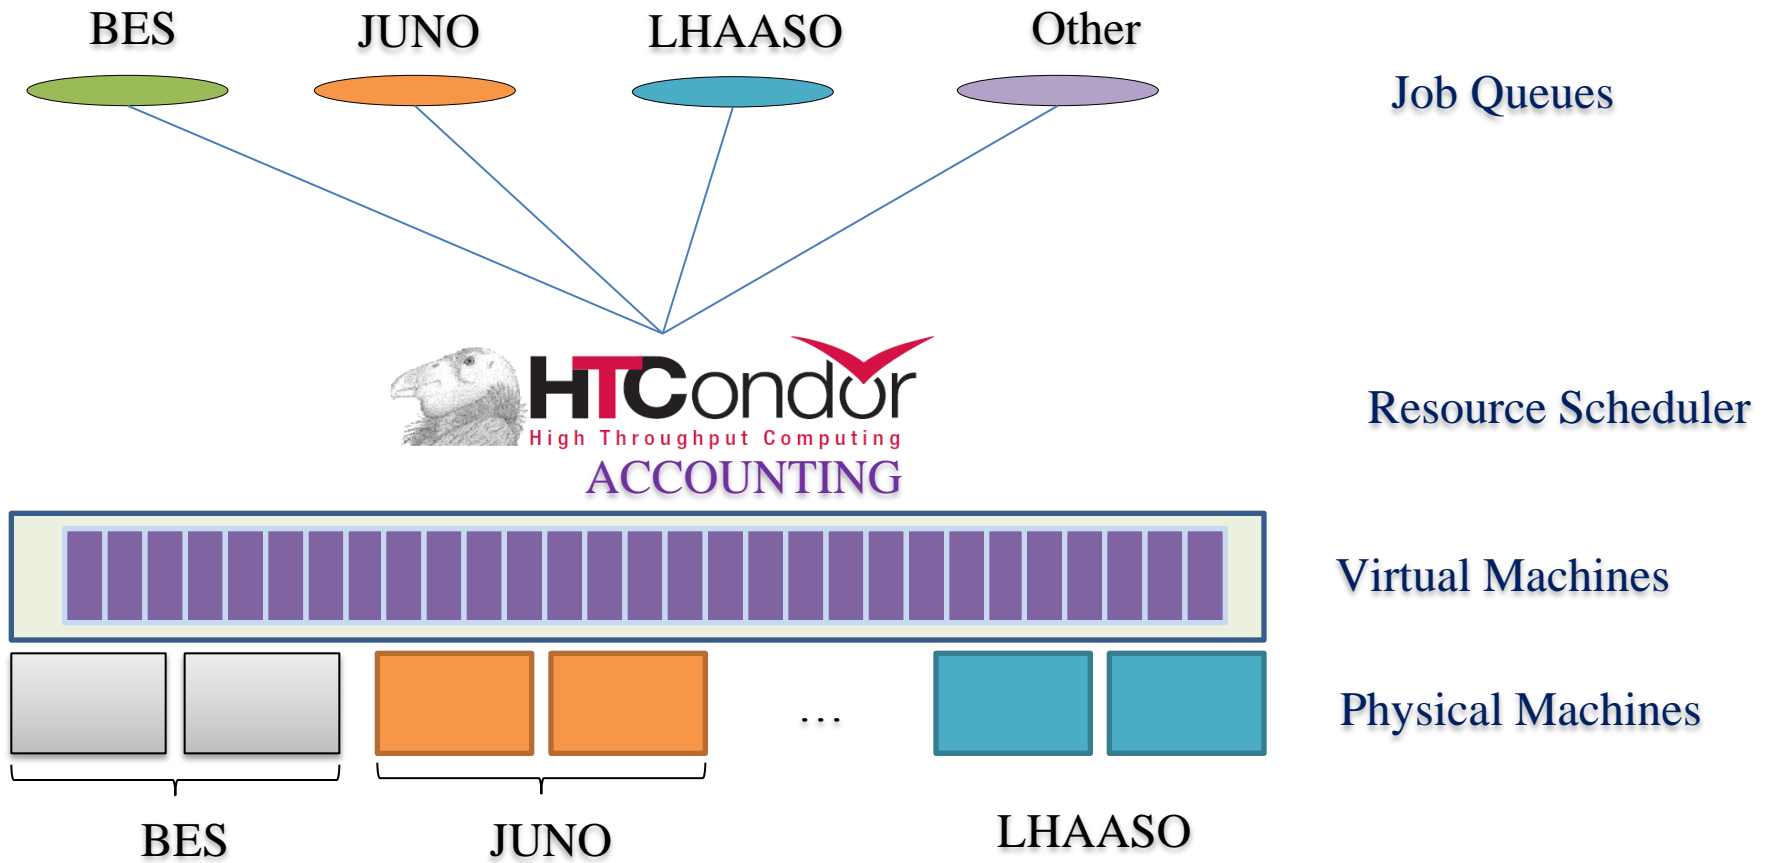 BES
JUNO
LHAASO
Other
Job Queues
HTCondor
High Throughput Computing
Resource Scheduler
ACCOUNTING
Virtual Machines
...
Physical Machines
BES
JUNO
LHAASO